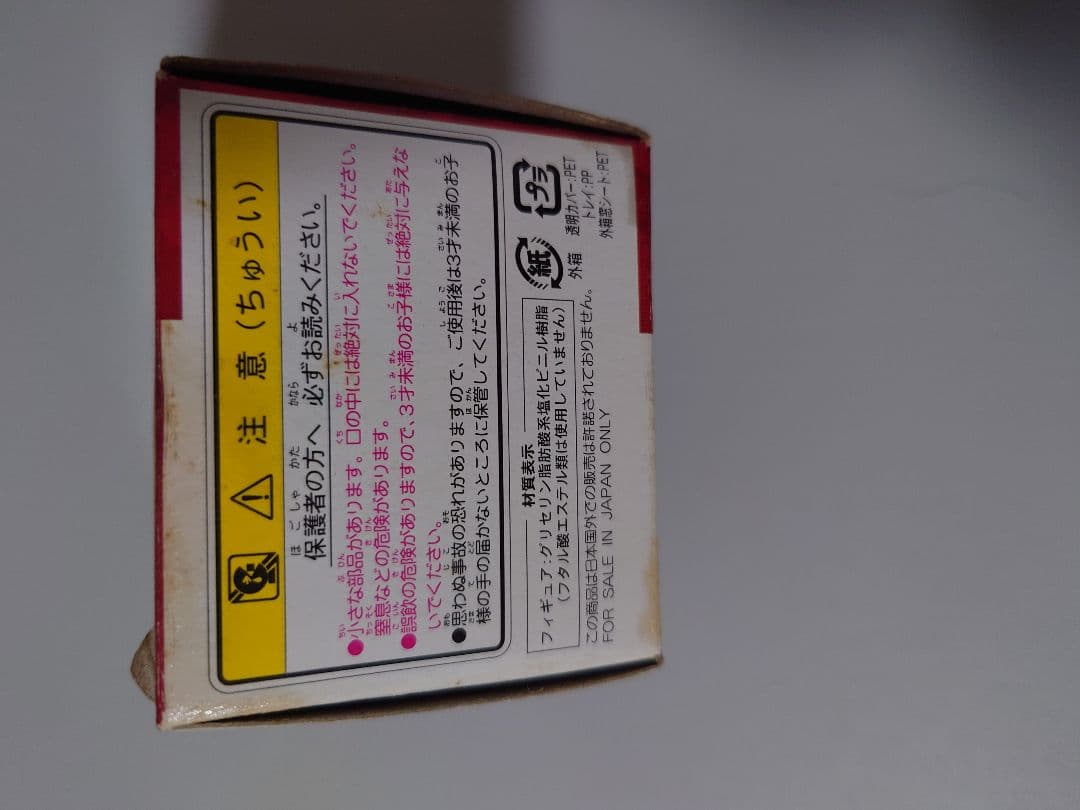 注意(ちゅうい)
保護者の方へ 必ずお読みください。
●小さな部品があります。口の中には絶対に入れないでください。
窒息などの危険があります。
●誤飲の危険がありますので、3才未満のお子様には絶対に与えな
いでください。
●思わぬ事故の恐れがありますので、ご使用後は3才未満のお子
様の手の届かないところに保管してください。
材質表示
フィギュア:グリセリン脂肪酸系塩化ビニル樹脂
(フタル酸エステル類は使用していません)
紙
外箱
プラ
透明カバー:PET
トレイ:PP
外箱窓シート:PET
この商品は日本国外での販売は許諾されておりません。
FOR SALE IN JAPAN ONLY